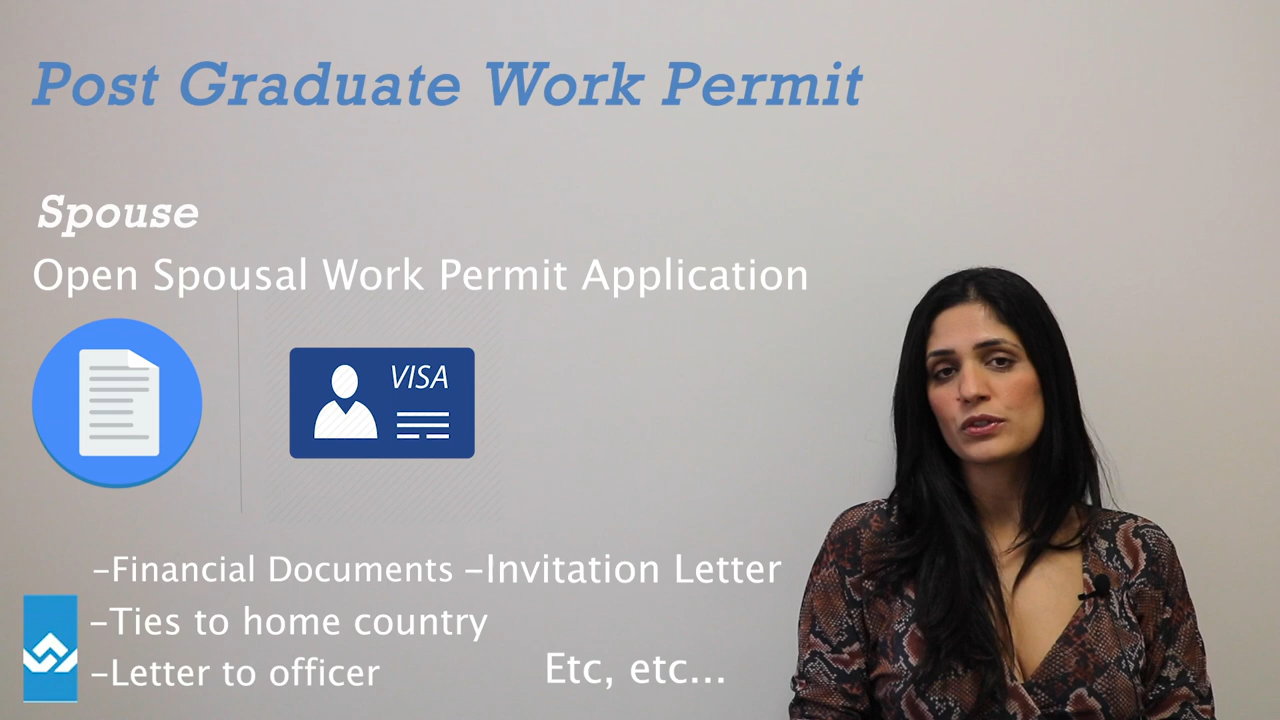 Post Graduate Work Permit
Spouse
Open Spousal Work Permit Application
VISA
-Financial Documents -Invitation Letter
-Ties to home country
-Letter to officer
Etc, etc...